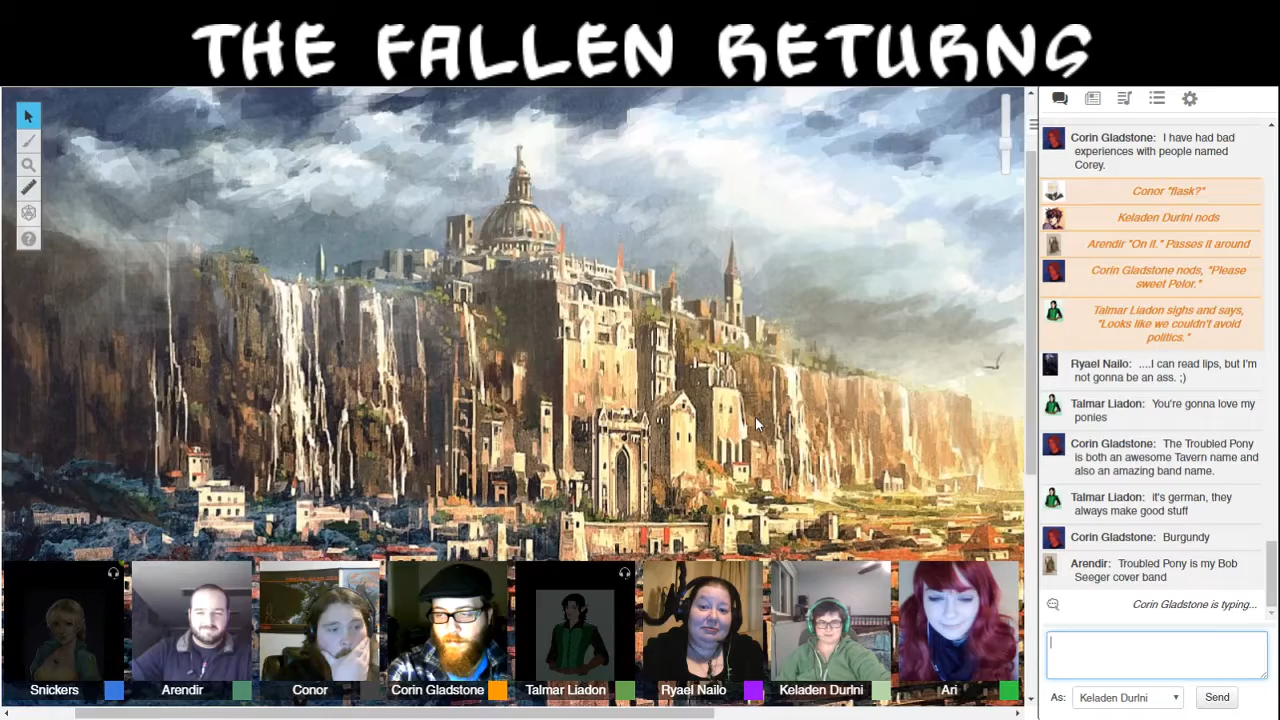 THE FALLEN RETURNS
Corin Gladstone: I have had bad
experiences with people named
Corey.
Conor "flask?"
Keladen Durlni nods
Arendir "On it." Passes it around
Corin Gladstone nods, "Please
sweet Pelor."
Talmar Liadon sighs and says,
"Looks like we couldn't avoid
politics."
Ryael Nailo: ....I can read lips, but I'm
not gonna be an ass. ;)
Talmar Liadon: You're gonna love my
ponies
Corin Gladstone: The Troubled Pony
is both an awesome Tavern name and
also an amazing band name.
Talmar Liadon: it's german, they
always make good stuff
Corin Gladstone: Burgundy
Arendir: Troubled Pony is my Bob
Seeger cover band
Corin Gladstone is typing...
As: Keladen Durlni Send
Snickers
Arendir
Conor
Corin Gladstone
Talmar Liadon
Ryael Nailo
Keladen Durlni
Ari